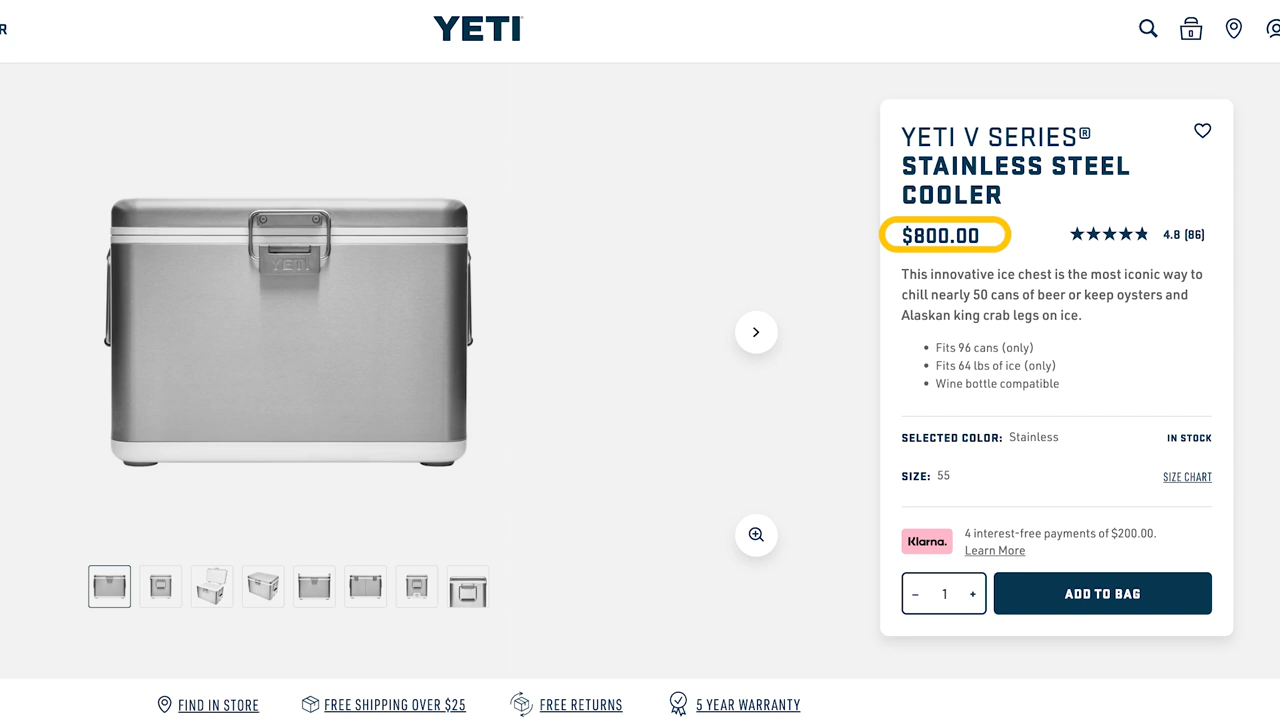 R
YETI
0
YETI V SERIES®
STAINLESS STEEL
COOLER
$800.00
4.8 (86)
This innovative ice chest is the most iconic way to
chill nearly 50 cans of beer or keep oysters and
Alaskan king crab legs on ice.
• Fits 96 cans (only)
• Fits 64 lbs of ice (only)
• Wine bottle compatible
SELECTED COLOR: Stainless
IN STOCK
SIZE: 55
SIZE CHART
Klarna.
4 interest-free payments of $200.00.
Learn More
– 1 +
ADD TO BAG
YETI
FIND IN STORE
FREE SHIPPING OVER $25
FREE RETURNS
5 YEAR WARRANTY